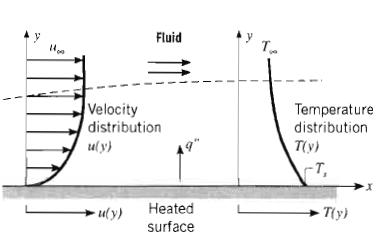 y
u∞
Fluid
y
T∞
Velocity
distribution
u(y)
q"
Temperature
distribution
T(y)
Ts
x
u(y)
Heated
surface
T(y)